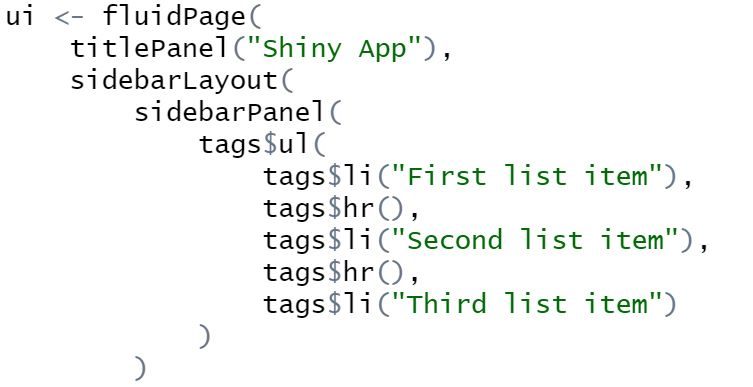 ui <- fluidPage(
    titlePanel("Shiny App"),
    sidebarLayout(
        sidebarPanel(
            tags$ul(
                tags$li("First list item"),
                tags$hr(),
                tags$li("Second list item"),
                tags$hr(),
                tags$li("Third list item")
            )
        )